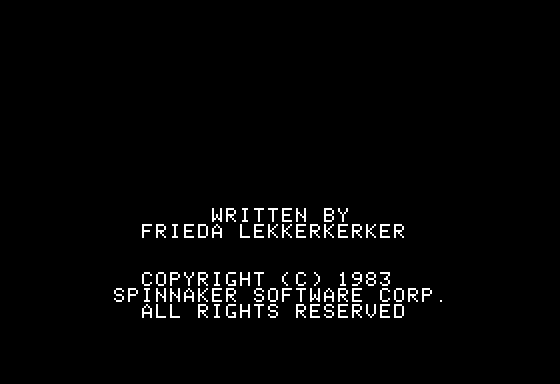 WRITTEN BY
FRIEDA LEKKERKERKER
COPYRIGHT (C) 1983
SPINNAKER SOFTWARE CORP.
ALL RIGHTS RESERVED